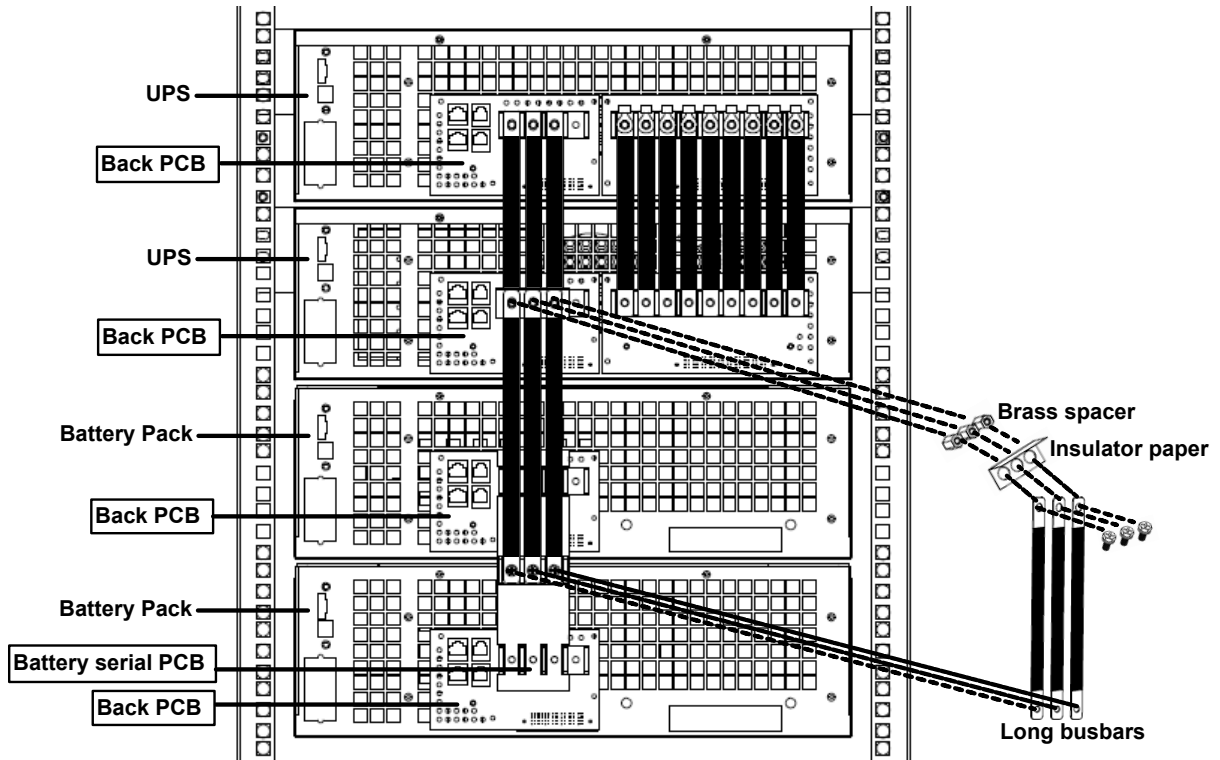 UPS
Back PCB
UPS
Back PCB
Battery Pack
Back PCB
Battery Pack
Battery serial PCB
Back PCB
Brass spacer
Insulator paper
Long busbars